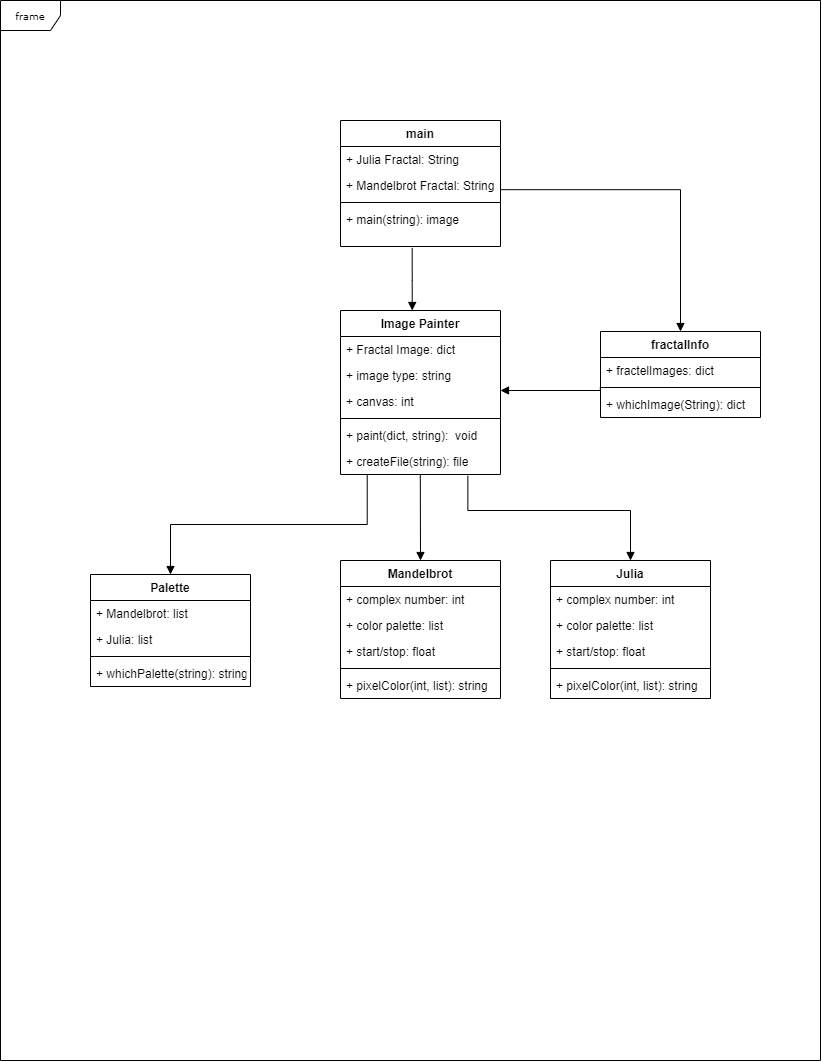 frame
main
+ Julia Fractal: String
+ Mandelbrot Fractal: String
+ main(string): image
Image Painter
+ Fractal Image: dict
+ image type: string
+ canvas: int
+ paint(dict, string):  void
+ createFile(string): file
fractalInfo
+ fractelImages: dict
+ whichImage(String): dict
Palette
+ Mandelbrot: list
+ Julia: list
+ whichPalette(string): string
Mandelbrot
+ complex number: int
+ color palette: list
+ start/stop: float
+ pixelColor(int, list): string
Julia
+ complex number: int
+ color palette: list
+ start/stop: float
+ pixelColor(int, list): string